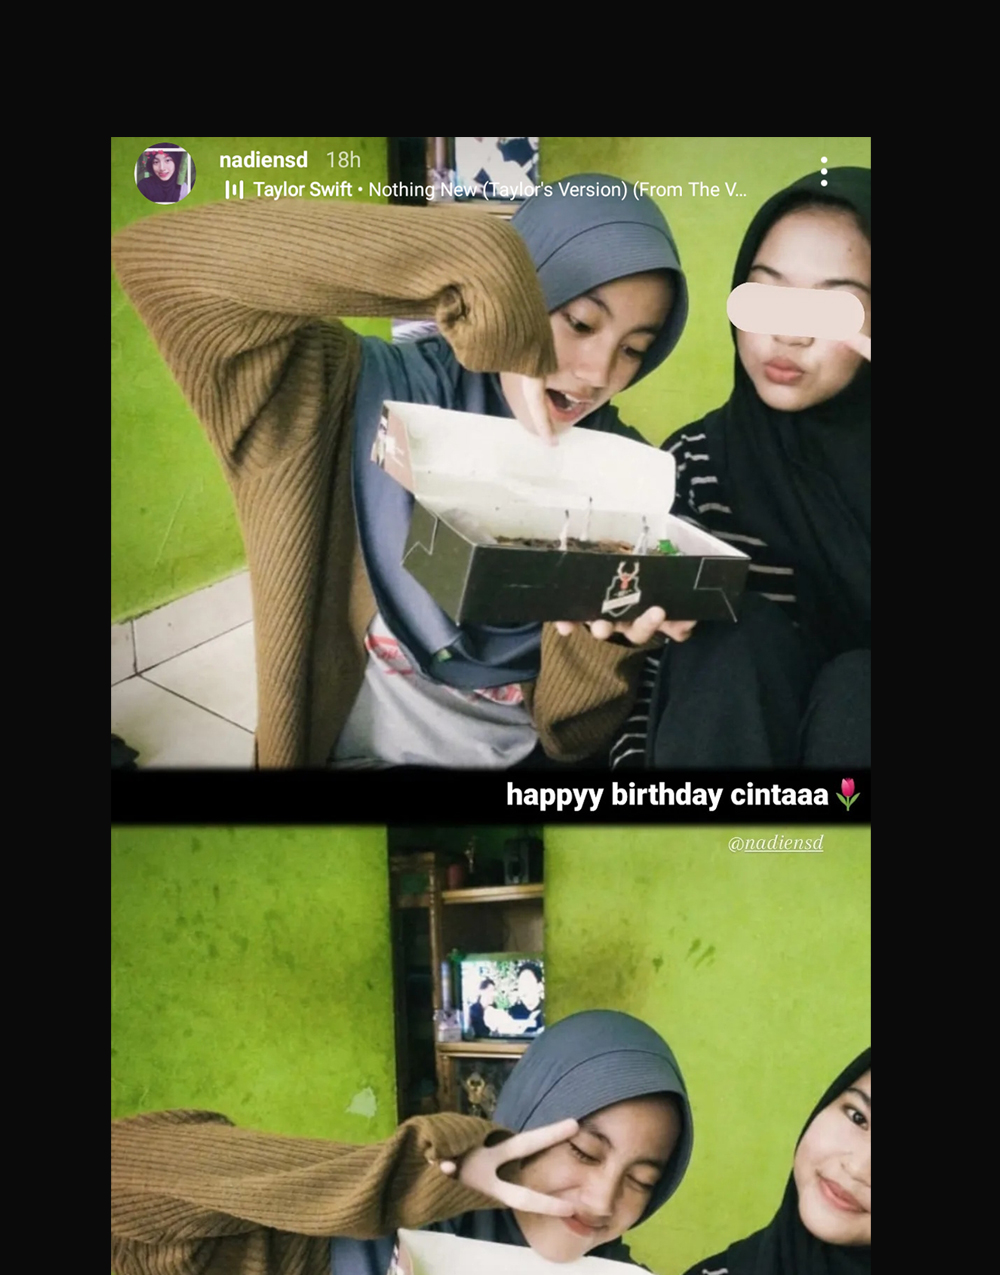 nadiensd 18h
Taylor Swift • Nothing New (Taylor's Version) (From The V...
happyy birthday cintaaa🌷
@nadiensd